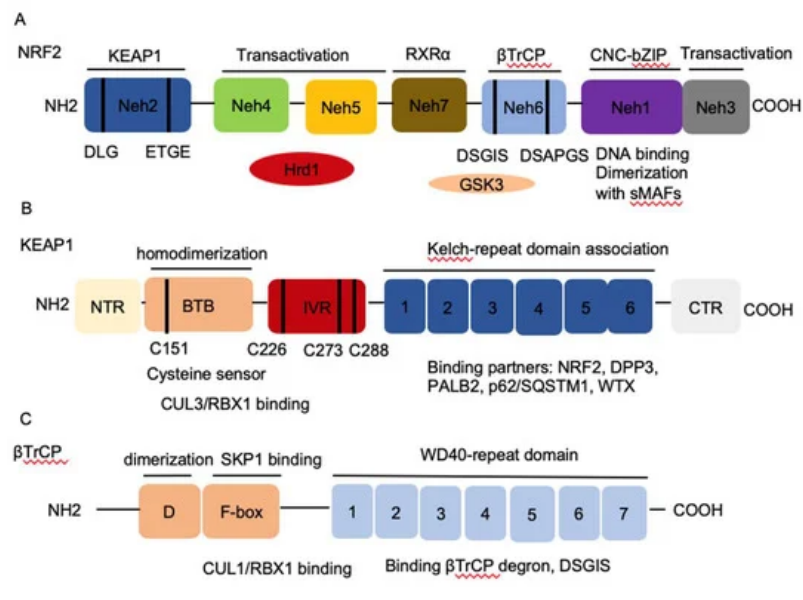 A
NRF2 KEAP1 Transactivation RXRα βTrCP CNC-bZIP Transactivation
NH2 Neh2 Neh4 Neh5 Neh7 Neh6 Neh1 Neh3 COOH
DLG ETGE DSGIS DSAPGS DNA binding
Hrd1 GSK3 Dimerization
with sMAFs
B
KEAP1 homodimerization Kelch-repeat domain association
NH2 NTR BTB IVR 1 2 3 4 5 6 CTR COOH
C151 C226 C273 C288
Cysteine sensor Binding partners: NRF2, DPP3,
PALB2, p62/SQSTM1, WTX
CUL3/RBX1 binding
C
βTrCP dimerization SKP1 binding WD40-repeat domain
NH2 D F-box 1 2 3 4 5 6 7 COOH
CUL1/RBX1 binding Binding βTrCP degron, DSGIS